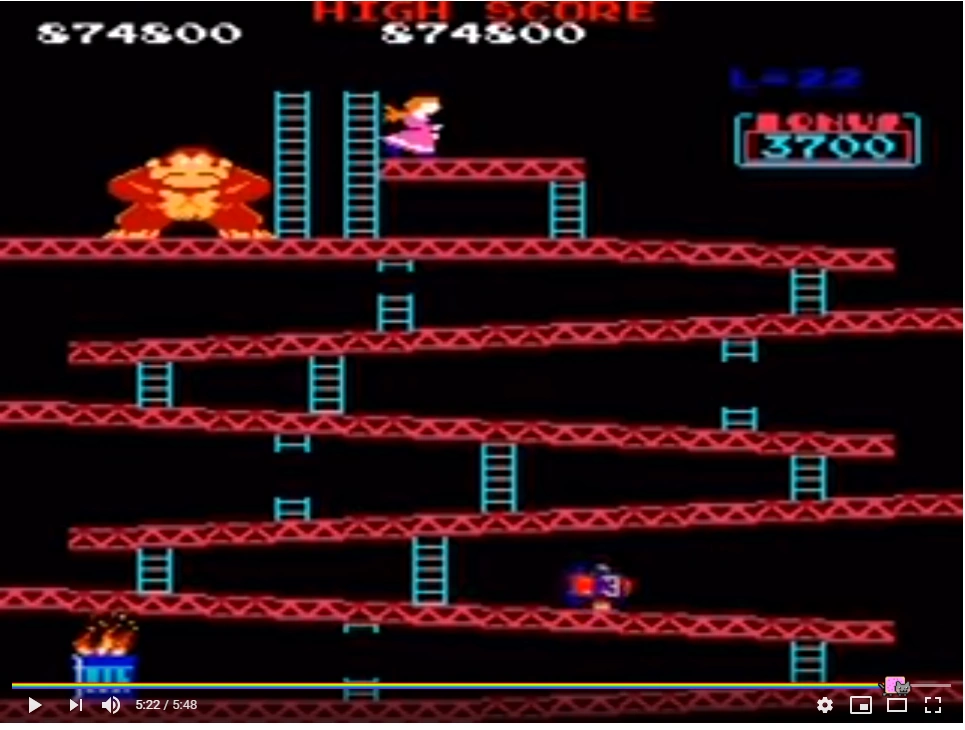 HIGH SCORE
874800 874800
L=22
BONUS
3700
5:22 / 5:48